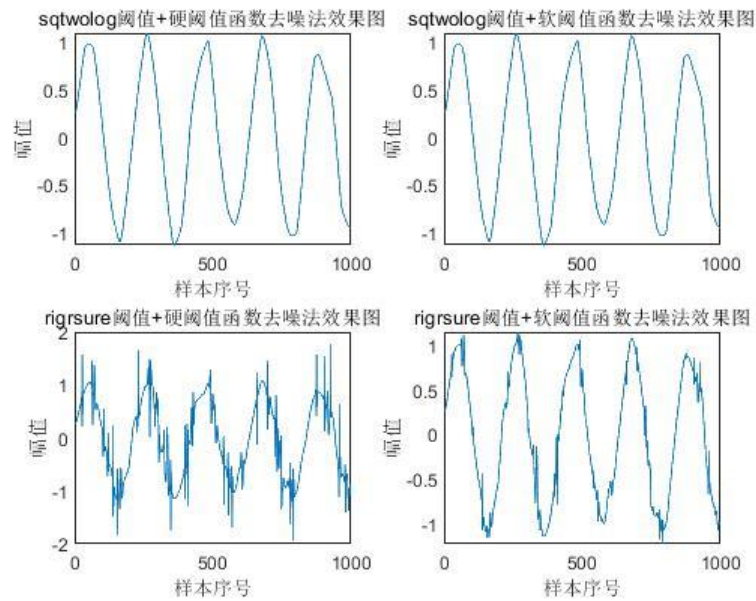 sqtwolog阈值+硬阈值函数去噪法效果图
1
0.5
0
-0.5
-1
幅值
0 500 1000
样本序号
sqtwolog阈值+软阈值函数去噪法效果图
1
0.5
0
-0.5
-1
幅值
0 500 1000
样本序号
rigrsure阈值+硬阈值函数去噪法效果图
2
1
0
-1
-2
幅值
0 500 1000
样本序号
rigrsure阈值+软阈值函数去噪法效果图
1
0.5
0
-0.5
-1
幅值
0 500 1000
样本序号